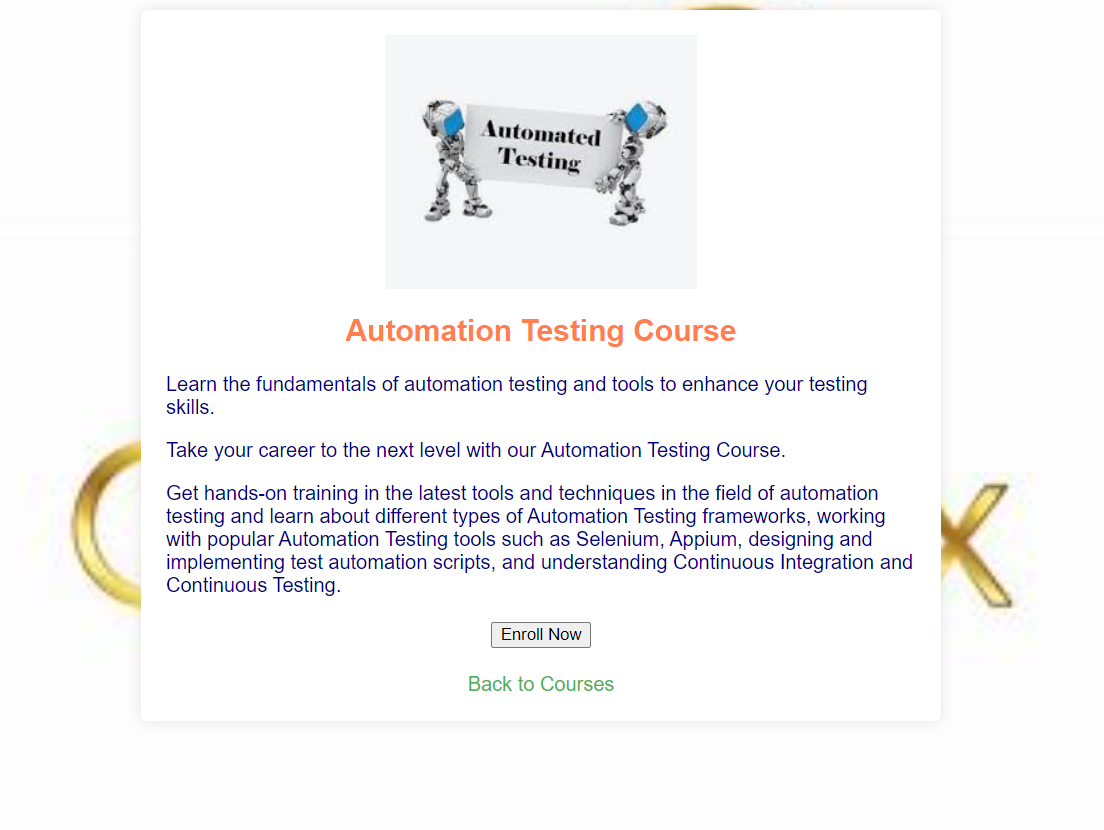 Automated
Testing
Automation Testing Course
Learn the fundamentals of automation testing and tools to enhance your testing
skills.
Take your career to the next level with our Automation Testing Course.
Get hands-on training in the latest tools and techniques in the field of automation
testing and learn about different types of Automation Testing frameworks, working
with popular Automation Testing tools such as Selenium, Appium, designing and
implementing test automation scripts, and understanding Continuous Integration and
Continuous Testing.
Enroll Now
Back to Courses